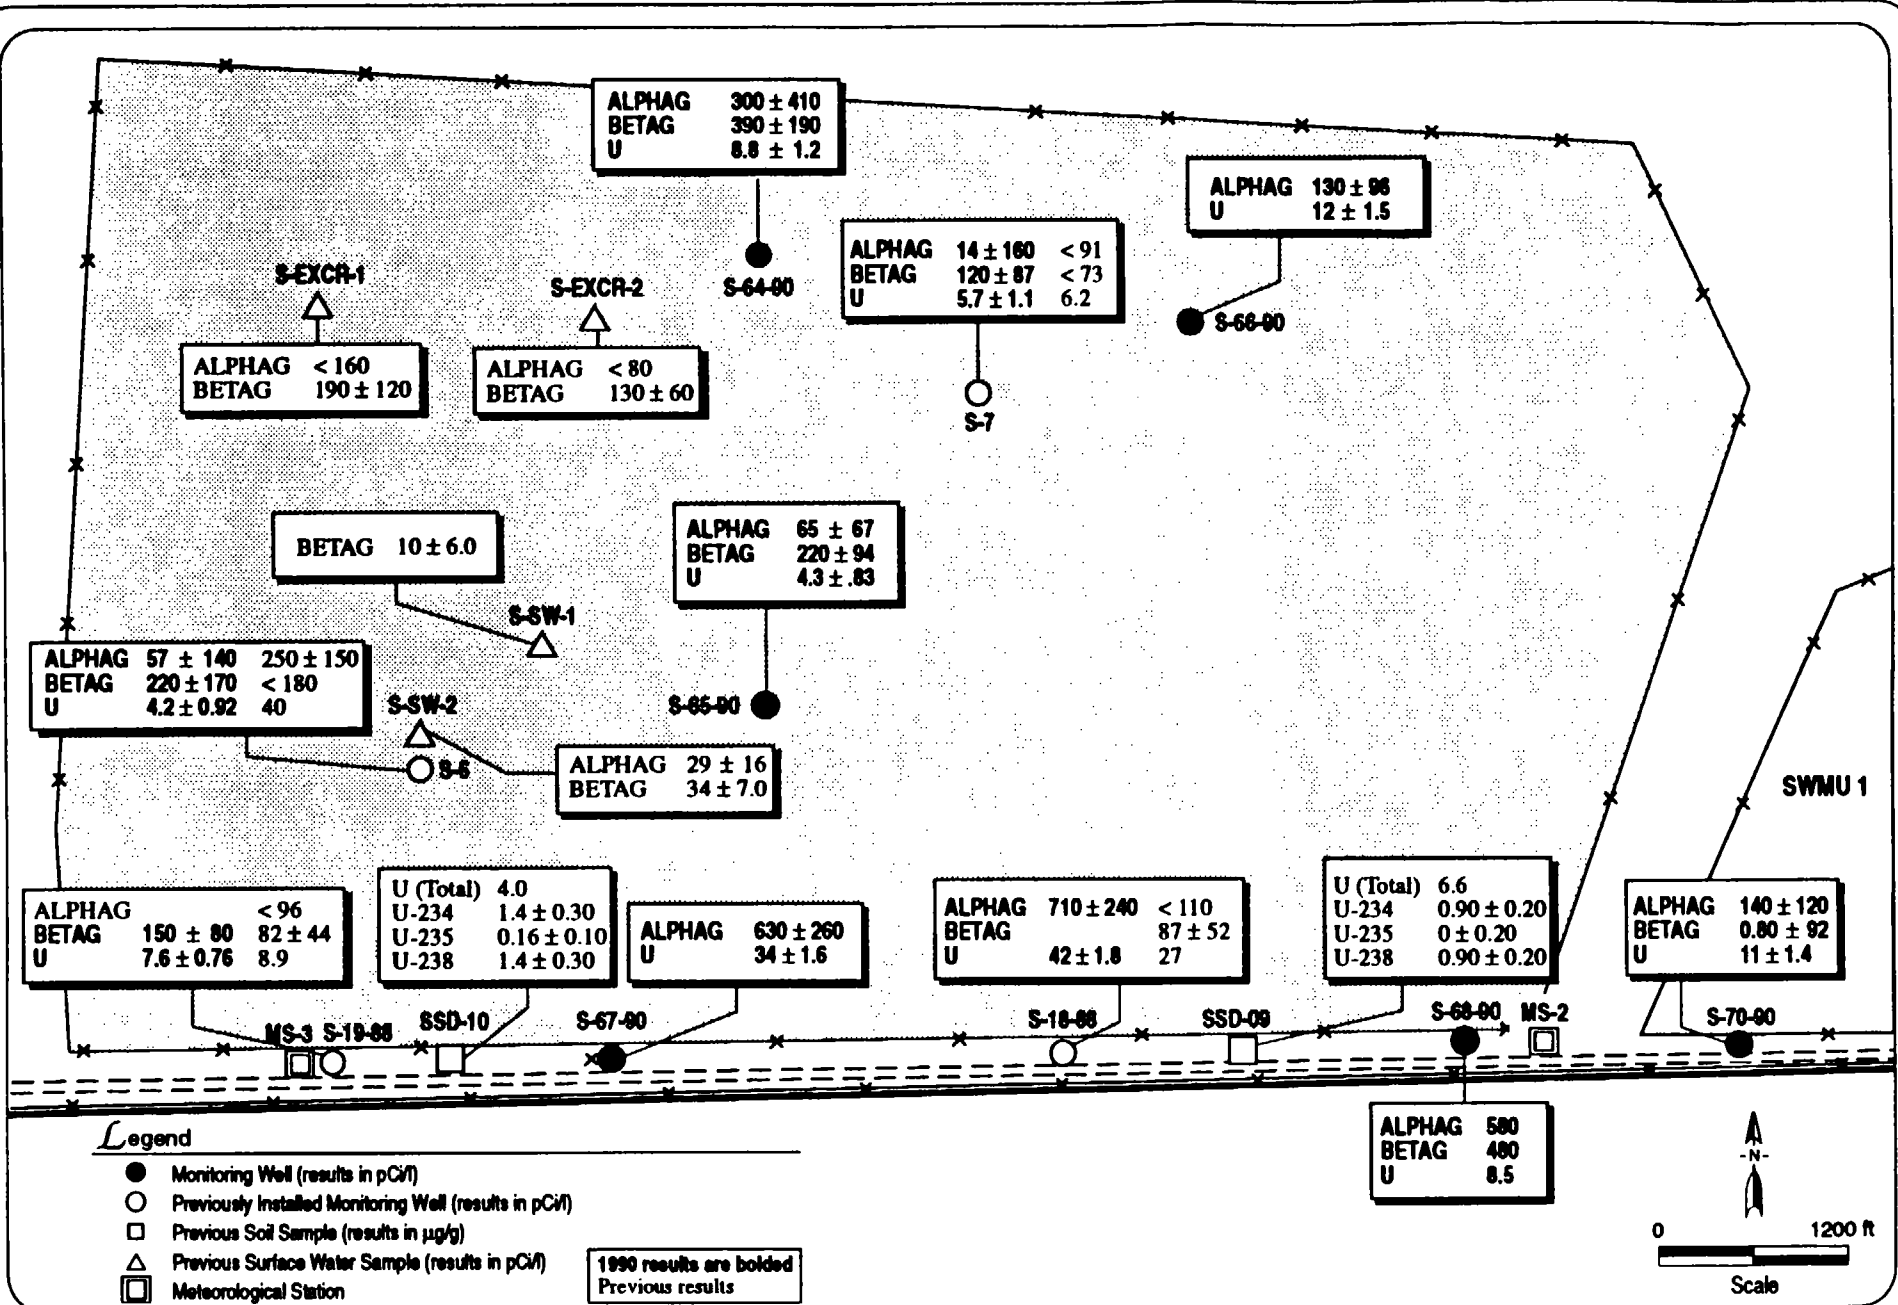 ALPHAG 300 ± 410
BETAG 390 ± 190
U 8.8 ± 1.2
S-64-90
ALPHAG 130 ± 96
U 12 ± 1.5
S-66-90
ALPHAG 14 ± 160 < 91
BETAG 120 ± 87 < 73
U 5.7 ± 1.1 6.2
S-7
S-EXCR-1
ALPHAG < 160
BETAG 190 ± 120
S-EXCR-2
ALPHAG < 80
BETAG 130 ± 60
BETAG 10 ± 6.0
S-SW-1
ALPHAG 65 ± 67
BETAG 220 ± 94
U 4.3 ± .83
S-65-90
ALPHAG 57 ± 140 250 ± 150
BETAG 220 ± 170 < 180
U 4.2 ± 0.92 40
S-SW-2
S-6
ALPHAG 29 ± 16
BETAG 34 ± 7.0
SWMU 1
ALPHAG < 96
BETAG 150 ± 80 82 ± 44
U 7.6 ± 0.76 8.9
U (Total) 4.0
U-234 1.4 ± 0.30
U-235 0.16 ± 0.10
U-238 1.4 ± 0.30
ALPHAG 630 ± 260
U 34 ± 1.6
ALPHAG 710 ± 240 < 110
BETAG 87 ± 52
U 42 ± 1.8 27
U (Total) 6.6
U-234 0.90 ± 0.20
U-235 0 ± 0.20
U-238 0.90 ± 0.20
ALPHAG 140 ± 120
BETAG 0.80 ± 92
U 11 ± 1.4
MS-3
S-19-88
SSD-10
S-67-90
S-18-88
SSD-09
S-68-90
MS-2
S-70-90
ALPHAG 580
BETAG 480
U 8.5
Legend
Monitoring Well (results in pCi/l)
Previously Installed Monitoring Well (results in pCi/l)
Previous Soil Sample (results in µg/g)
Previous Surface Water Sample (results in pCi/l)
Meteorological Station
1990 results are bolded
Previous results
-N-
0 1200 ft
Scale